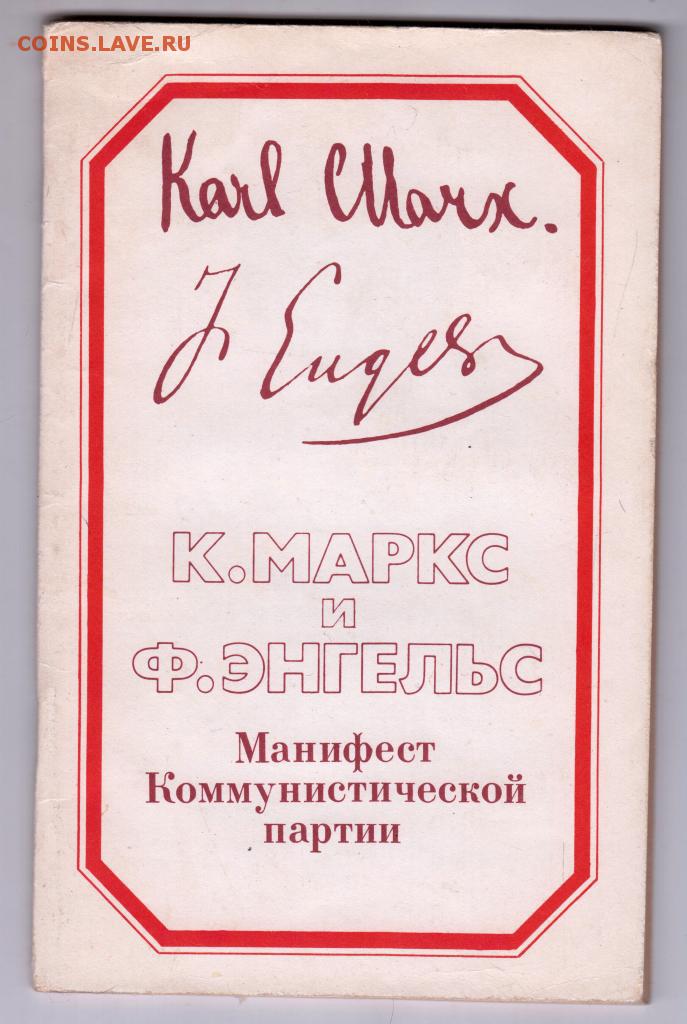 COINS.LAVE.RU
Karl Marx.
F Engels
К. МАРКС
и
Ф. ЭНГЕЛЬС
Манифест
Коммунистической
партии